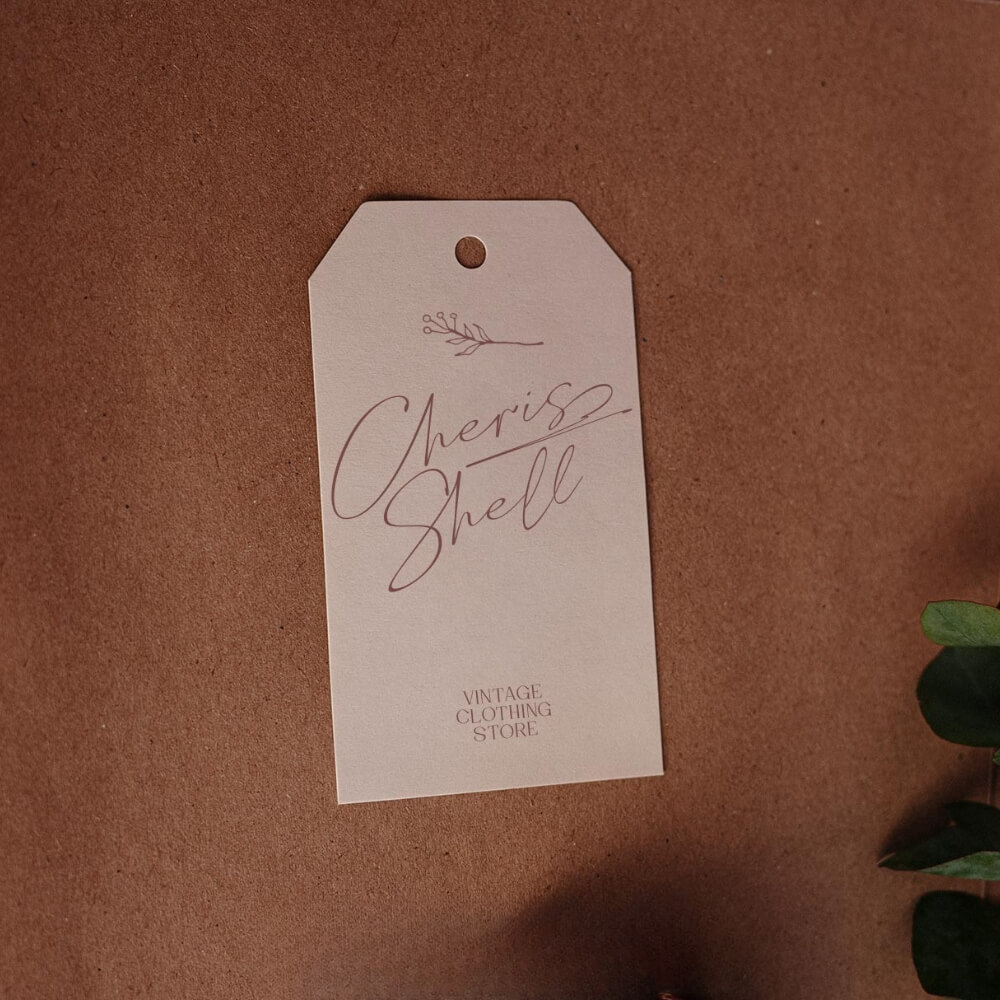 Cheris
Shell
VINTAGE
CLOTHING
STORE